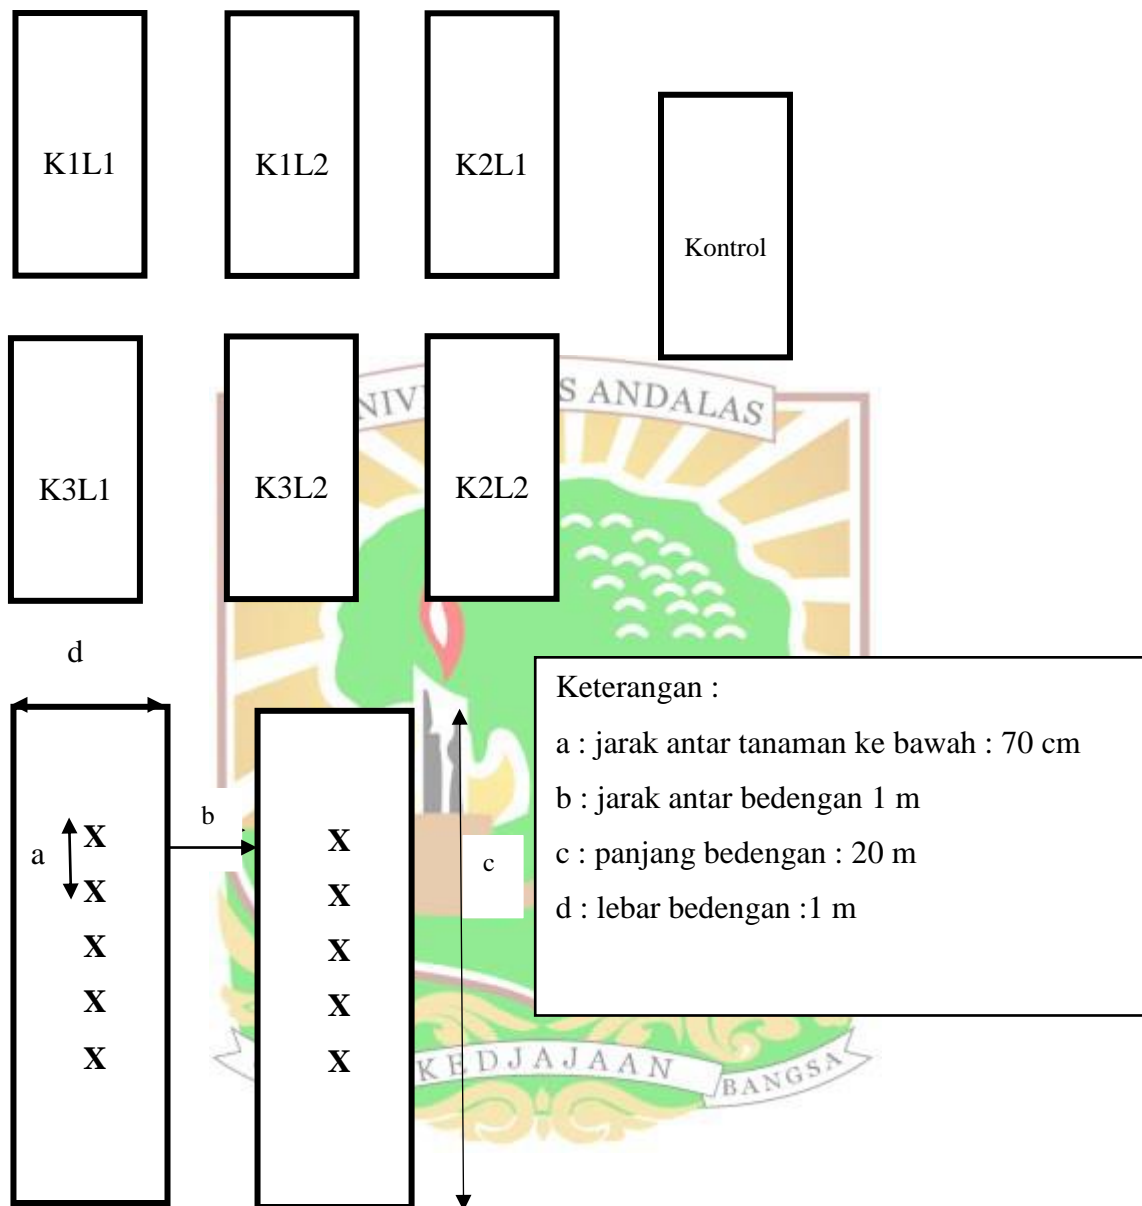 K1L1 K1L2 K2L1
Kontrol
NIV S ANDALAS
K3L1 K3L2 K2L2
d
Keterangan :
a : jarak antar tanaman ke bawah : 70 cm
b : jarak antar bedengan 1 m
c : panjang bedengan : 20 m
d : lebar bedengan :1 m
b
a X X
c
X X
X X
X X
X X
KEDJAJAAN BANGSA